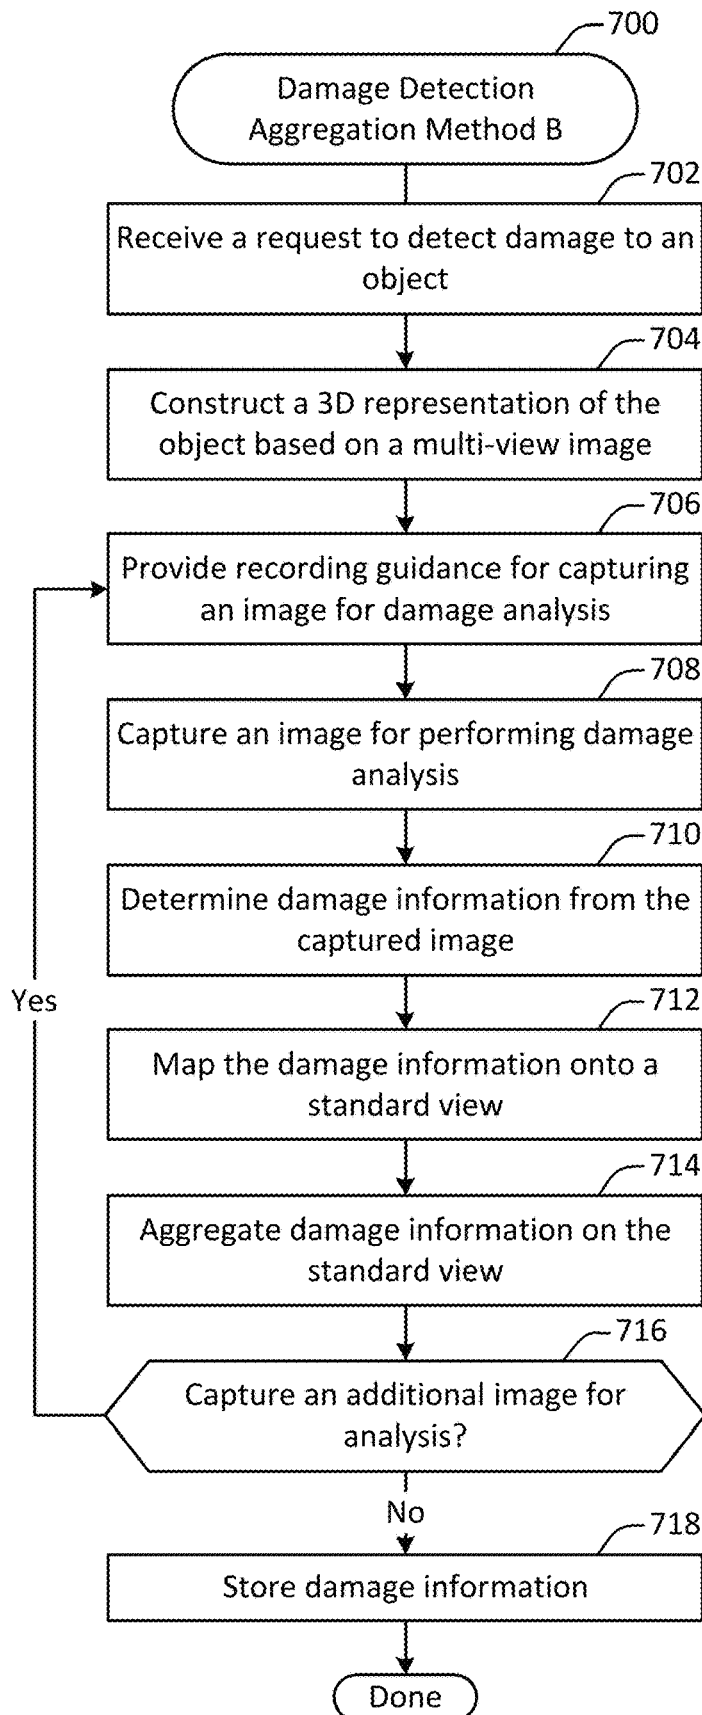 700
Damage Detection
Aggregation Method B
702
Receive a request to detect damage to an
object
704
Construct a 3D representation of the
object based on a multi-view image
706
Provide recording guidance for capturing
an image for damage analysis
708
Capture an image for performing damage
analysis
710
Determine damage information from the
captured image
Yes
712
Map the damage information onto a
standard view
714
Aggregate damage information on the
standard view
716
Capture an additional image for
analysis?
No
718
Store damage information
Done